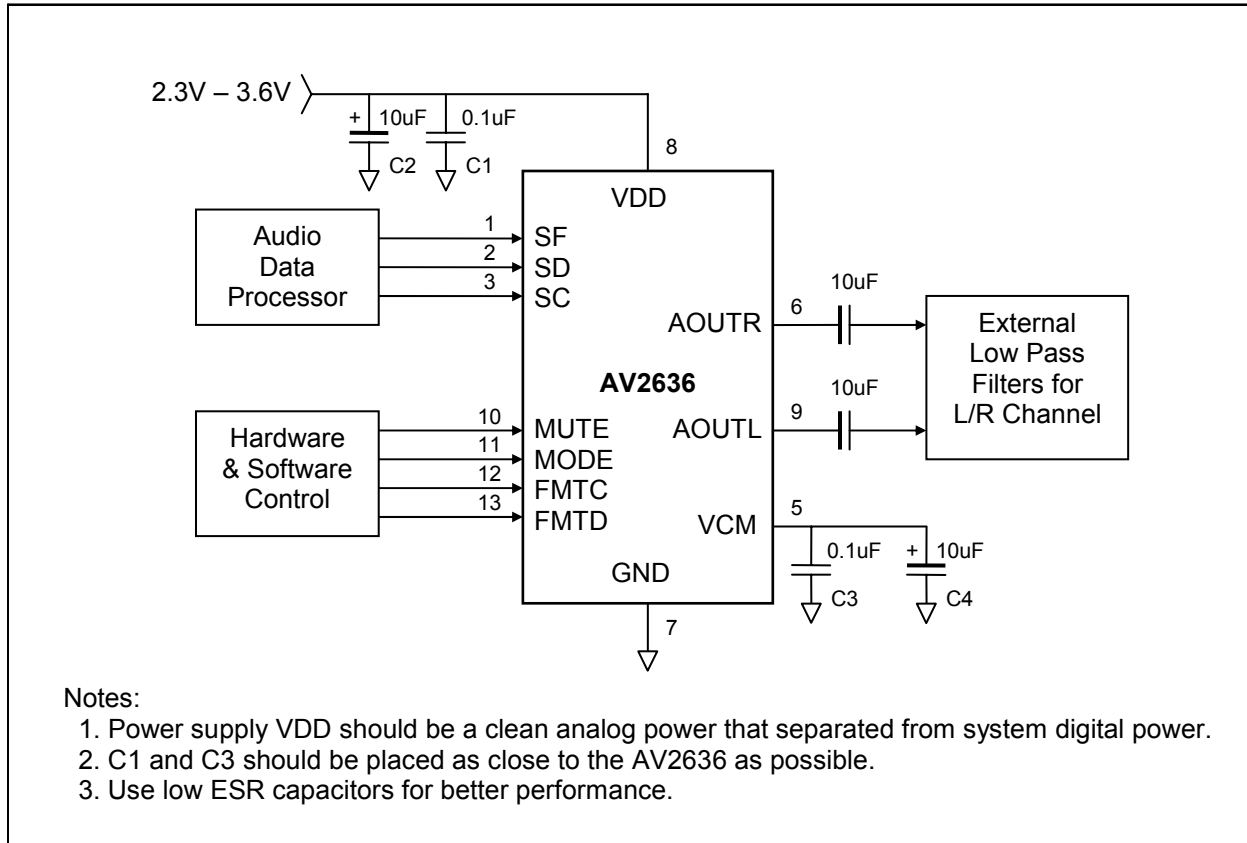 2.3V – 3.6V
+ 10uF
0.1uF
C2
C1
8
VDD
Audio
Data
Processor
1
SF
2
SD
3
SC
10uF
6
AOUTR
External
Low Pass
Filters for
L/R Channel
AV2636
10uF
9
AOUTL
Hardware
& Software
Control
10
MUTE
11
MODE
12
FMTC
13
FMTD
5
VCM
0.1uF
+ 10uF
C3
C4
GND
7
Notes:
1. Power supply VDD should be a clean analog power that separated from system digital power.
2. C1 and C3 should be placed as close to the AV2636 as possible.
3. Use low ESR capacitors for better performance.